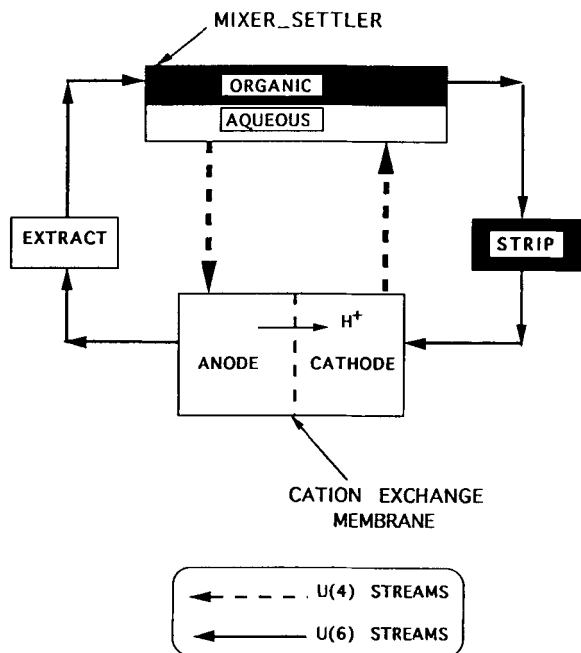 MIXER_SETTLER
ORGANIC
AQUEOUS
EXTRACT
STRIP
H+
ANODE
CATHODE
CATION EXCHANGE
MEMBRANE
U(4) STREAMS
U(6) STREAMS